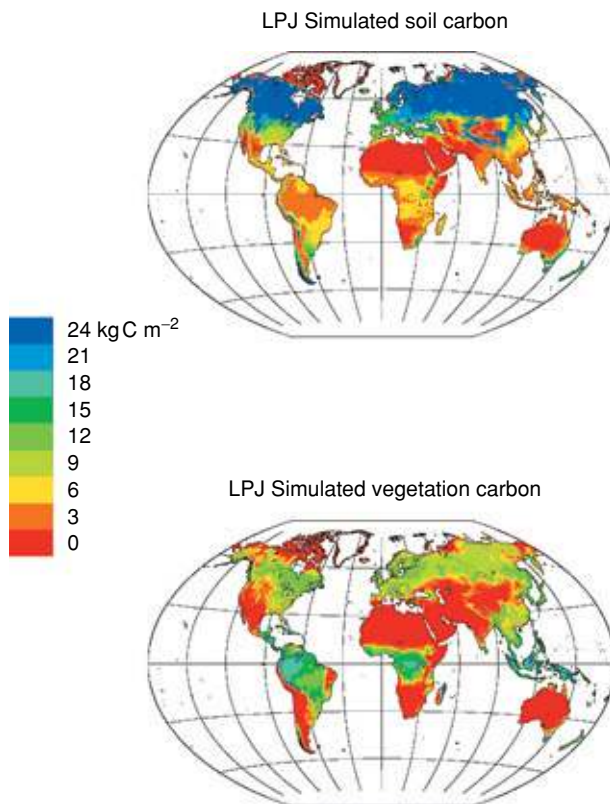 LPJ Simulated soil carbon
24 kg C m⁻²
21
18
15
12
9
6
3
0
LPJ Simulated vegetation carbon